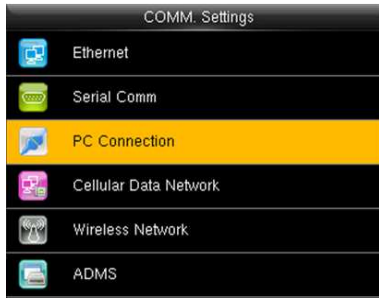 COMM. Settings
Ethernet
Serial Comm
PC Connection
Cellular Data Network
Wireless Network
ADMS